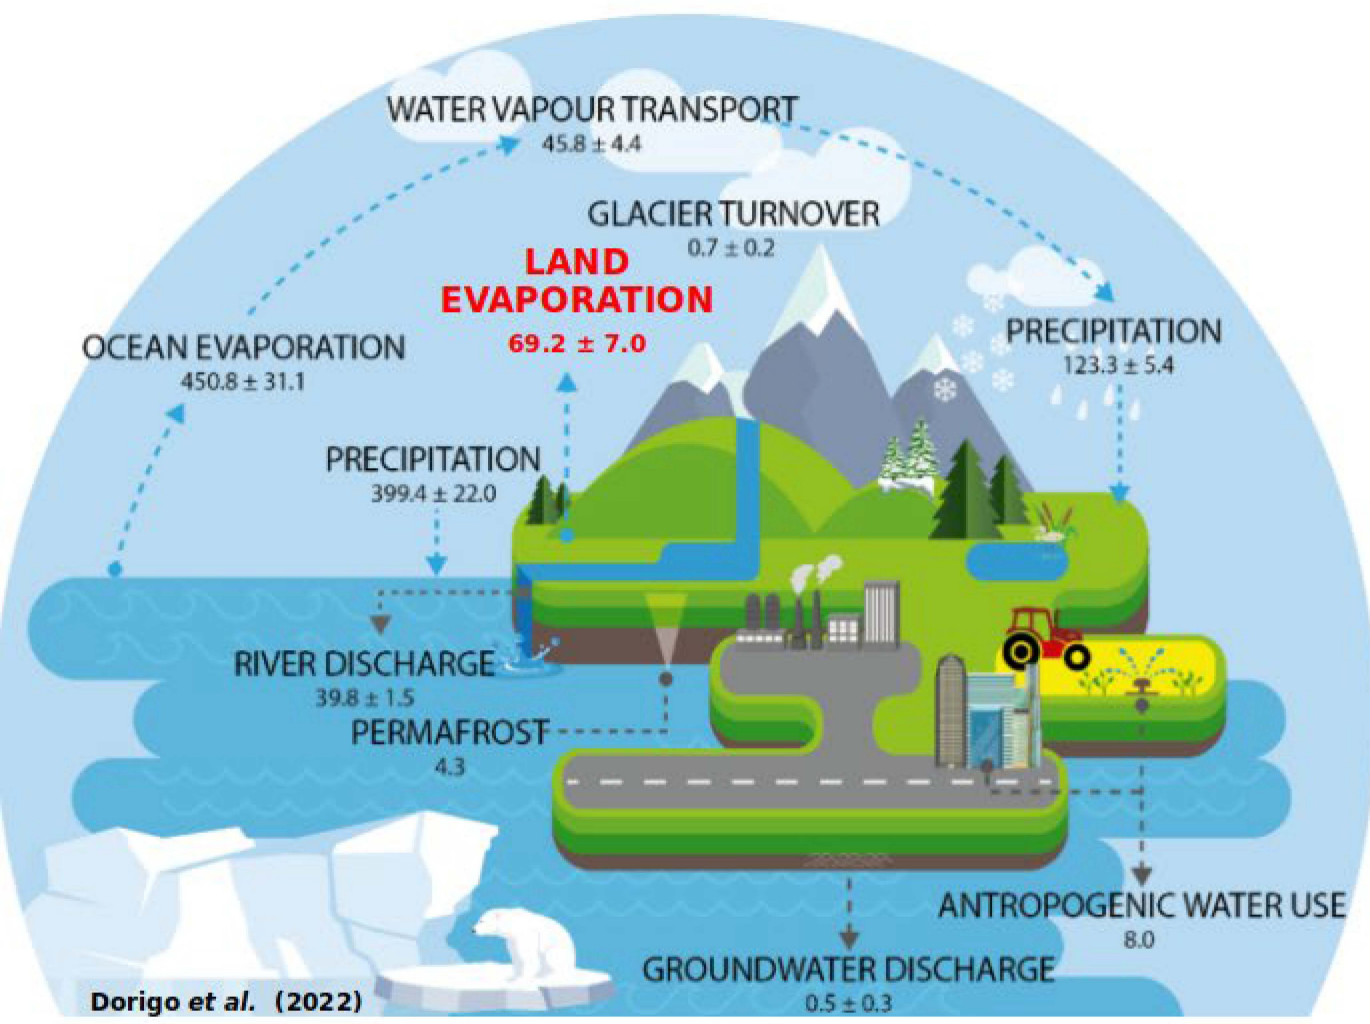 WATER VAPOUR TRANSPORT
45.8 ± 4.4
GLACIER TURNOVER
0.7 ± 0.2
LAND
EVAPORATION
69.2 ± 7.0
OCEAN EVAPORATION
450.8 ± 31.1
PRECIPITATION
123.3 ± 5.4
PRECIPITATION
399.4 ± 22.0
RIVER DISCHARGE
39.8 ± 1.5
PERMAFROST
4.3
ANTROPOGENIC WATER USE
8.0
GROUNDWATER DISCHARGE
0.5 ± 0.3
Dorigo et al. (2022)